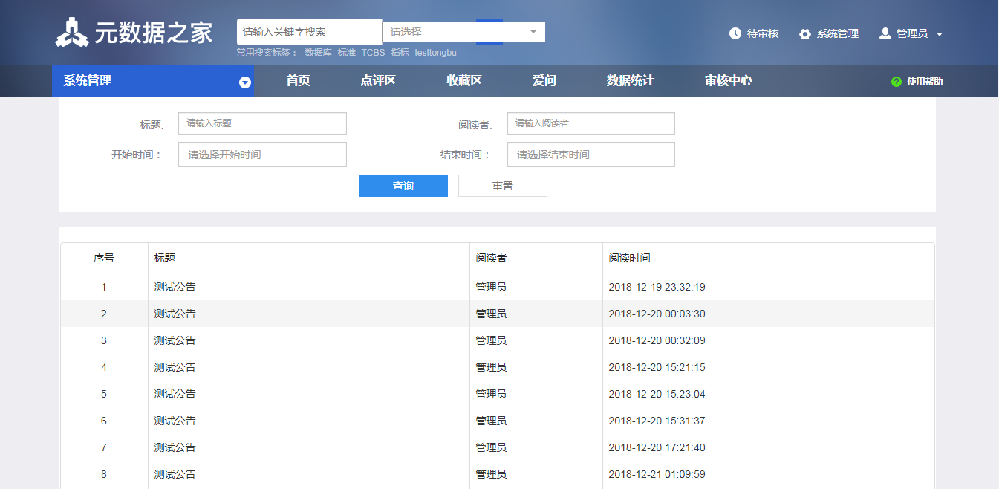 元数据之家
请输入关键字搜索 请选择
常用搜索标签： 数据库 标准 TCBS 指标 testtongbu
待审核 系统管理 管理员
系统管理 首页 点评区 收藏区 爱问 数据统计 审核中心 使用帮助
标题: 请输入标题 阅读者: 请输入阅读者
开始时间： 请选择开始时间 结束时间： 请选择结束时间
查询 重置
序号 标题 阅读者 阅读时间
1 测试公告 管理员 2018-12-19 23:32:19
2 测试公告 管理员 2018-12-20 00:03:30
3 测试公告 管理员 2018-12-20 00:32:09
4 测试公告 管理员 2018-12-20 15:21:15
5 测试公告 管理员 2018-12-20 15:23:04
6 测试公告 管理员 2018-12-20 15:31:37
7 测试公告 管理员 2018-12-20 17:21:40
8 测试公告 管理员 2018-12-21 01:09:59